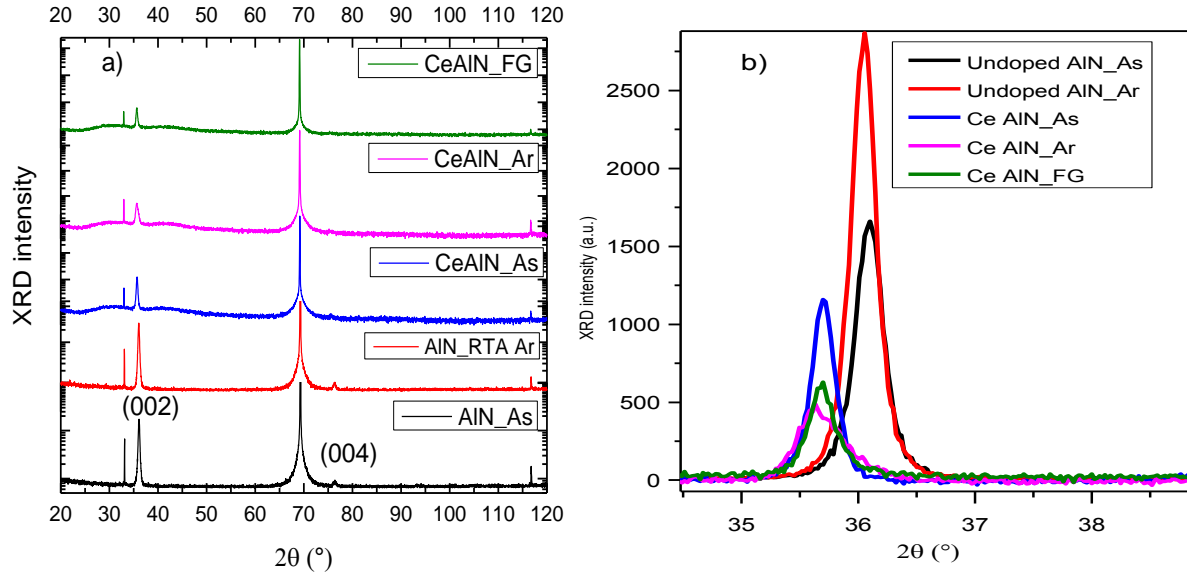 20 30 40 50 60 70 80 90 100 110 120
a)
CeAlN_FG
CeAlN_Ar
CeAlN_As
AlN_RTA Ar
(002)
AlN_As
(004)
XRD intensity
20 30 40 50 60 70 80 90 100 110 120
2θ (°)
b)
Undoped AlN_As
Undoped AlN_Ar
Ce AlN_As
Ce AlN_Ar
Ce AlN_FG
2500
2000
1500
1000
500
0
XRD intensity (a.u.)
35 36 37 38
2θ (°)